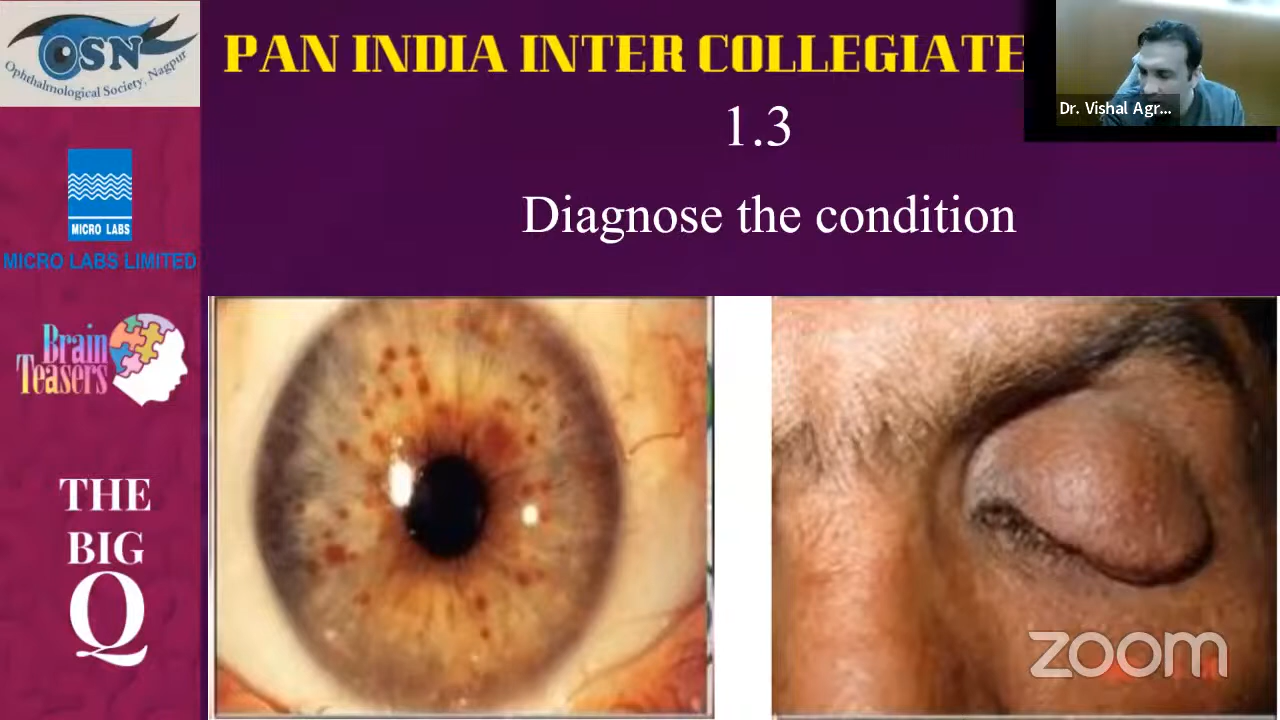 OSN
Ophthalmological Society, Nagpur
PAN INDIA INTER COLLEGIATE
Dr. Vishal Agr...
1.3
Diagnose the condition
MICRO LABS
MICRO LABS LIMITED
Brain
Teasers
THE
BIG
Q
zoom